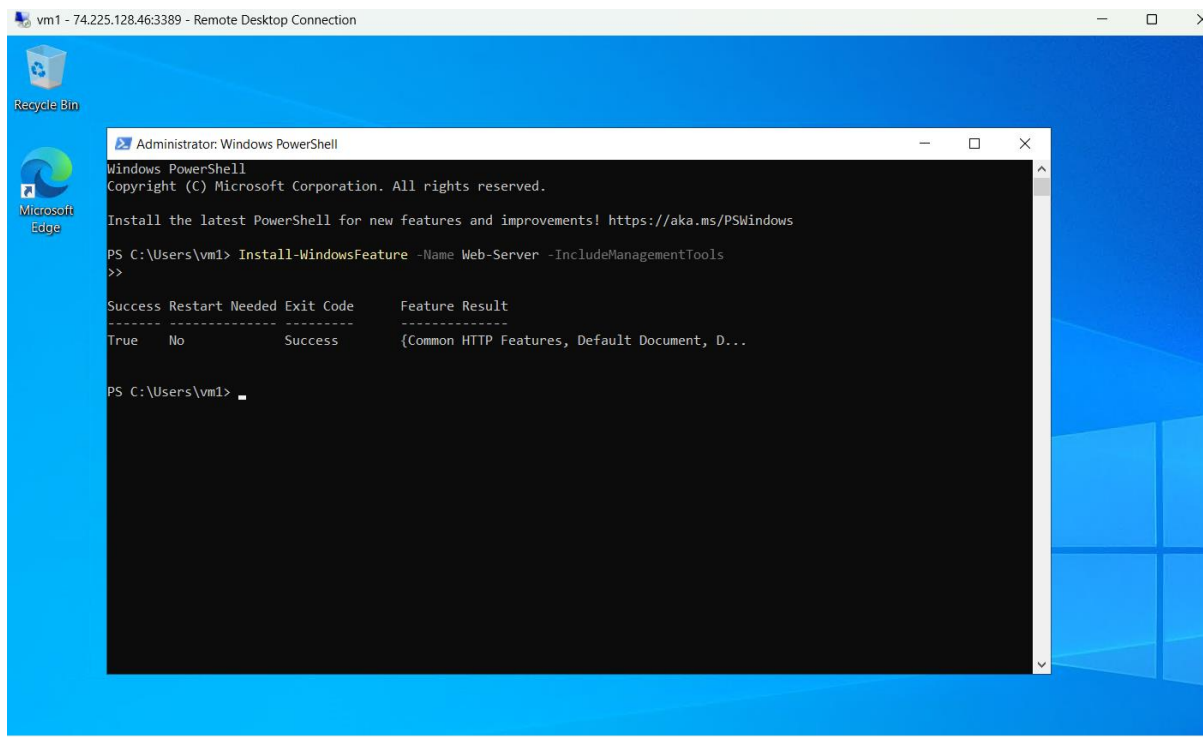 vm1 - 74.225.128.46:3389 - Remote Desktop Connection
Recycle Bin
Microsoft
Edge
Administrator: Windows PowerShell
Windows PowerShell
Copyright (C) Microsoft Corporation. All rights reserved.
Install the latest PowerShell for new features and improvements! https://aka.ms/PSWindows
PS C:\Users\vm1> Install-WindowsFeature -Name Web-Server -IncludeManagementTools
>>
Success Restart Needed Exit Code      Feature Result
------- -------------- ---------      --------------
True    No             Success        {Common HTTP Features, Default Document, D...
PS C:\Users\vm1>